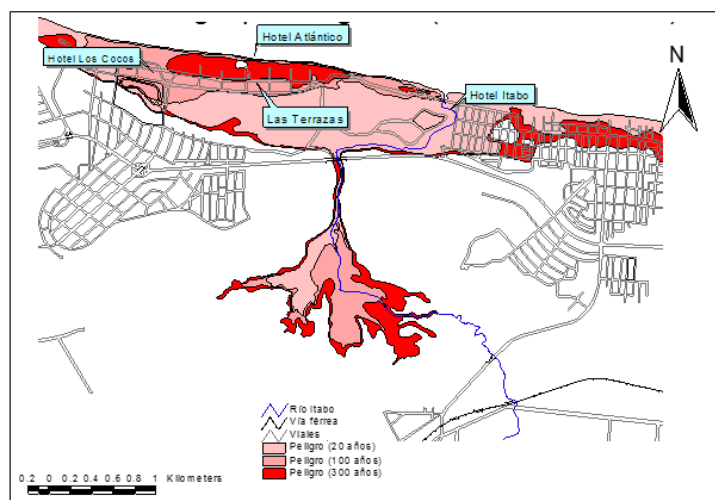 Hotel Atlántico
Hotel Los Cocos
N
Hotel Itabo
Las Terrazas
Río Itabo
Vía férrea
Viales
Peligro (20 años)
Peligro (100 años)
Peligro (300 años)
0.2 0 0.2 0.4 0.6 0.8 1 Kilometers